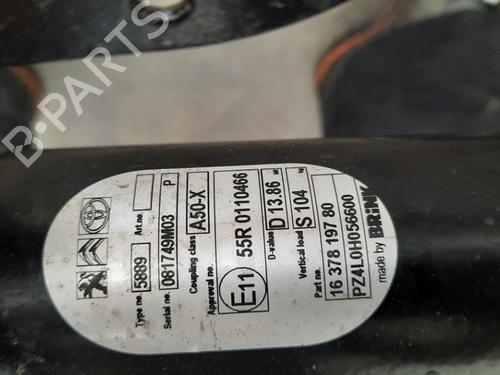 Type no. 5889 Art.no.
Serial no. 081749M03 P
Coupling class A50-X
Approval no. E11 55R 0110466
D-value D 13.86 kN
Vertical load S 104 kg
Part no. 16 378 197 80
PZ4L0H056600
made by BRINK
B-PARTS